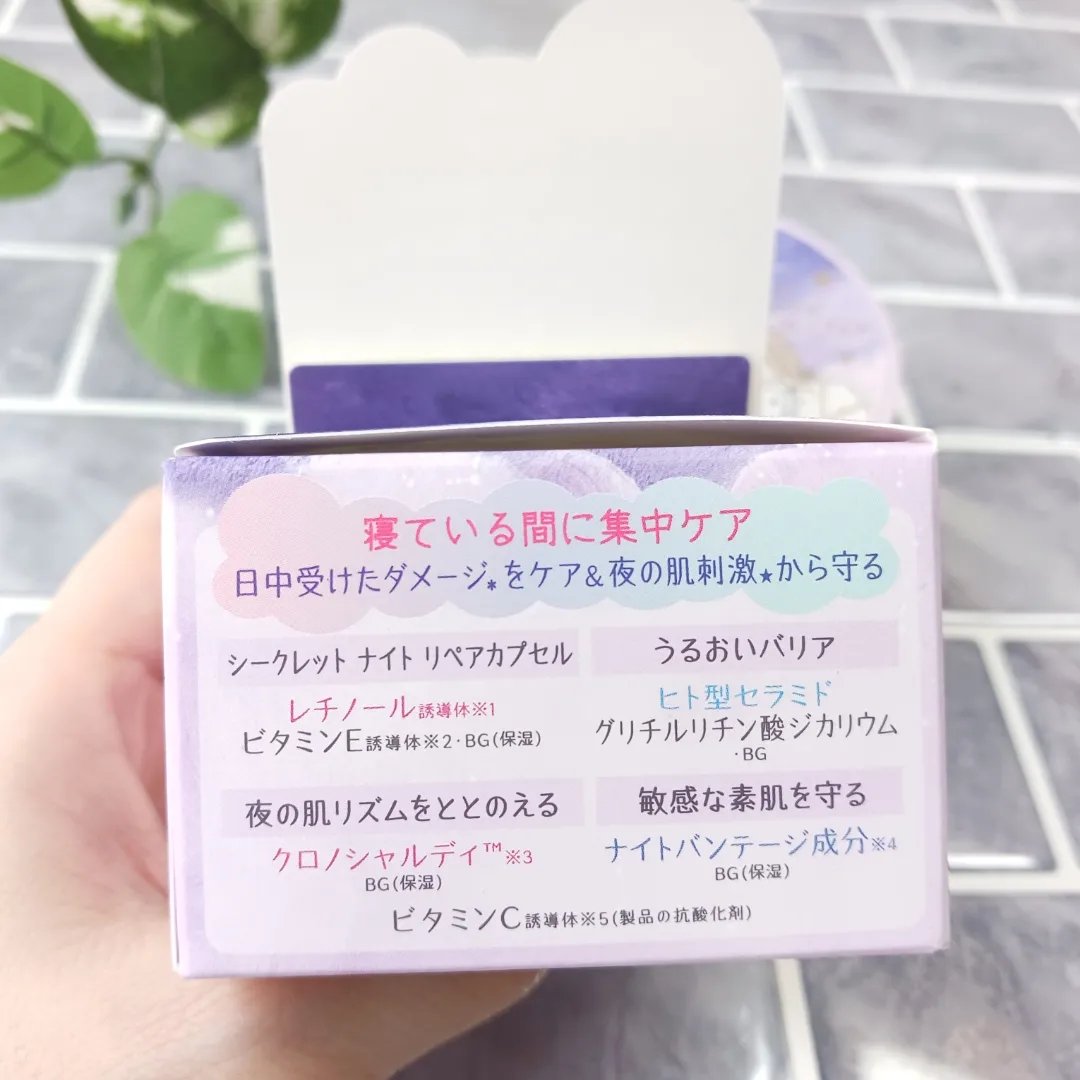 寝ている間に集中ケア
日中受けたダメージ*をケア&夜の肌刺激★から守る
シークレット ナイト リペアカプセル
レチノール誘導体※1
ビタミンE誘導体※2・BG(保湿)
うるおいバリア
ヒト型セラミド
グリチルリチン酸ジカリウム
・BG
夜の肌リズムをととのえる
クロノシャルディ™※3
BG(保湿)
敏感な素肌を守る
ナイトバンテージ成分※4
BG(保湿)
ビタミンC誘導体※5(製品の抗酸化剤)